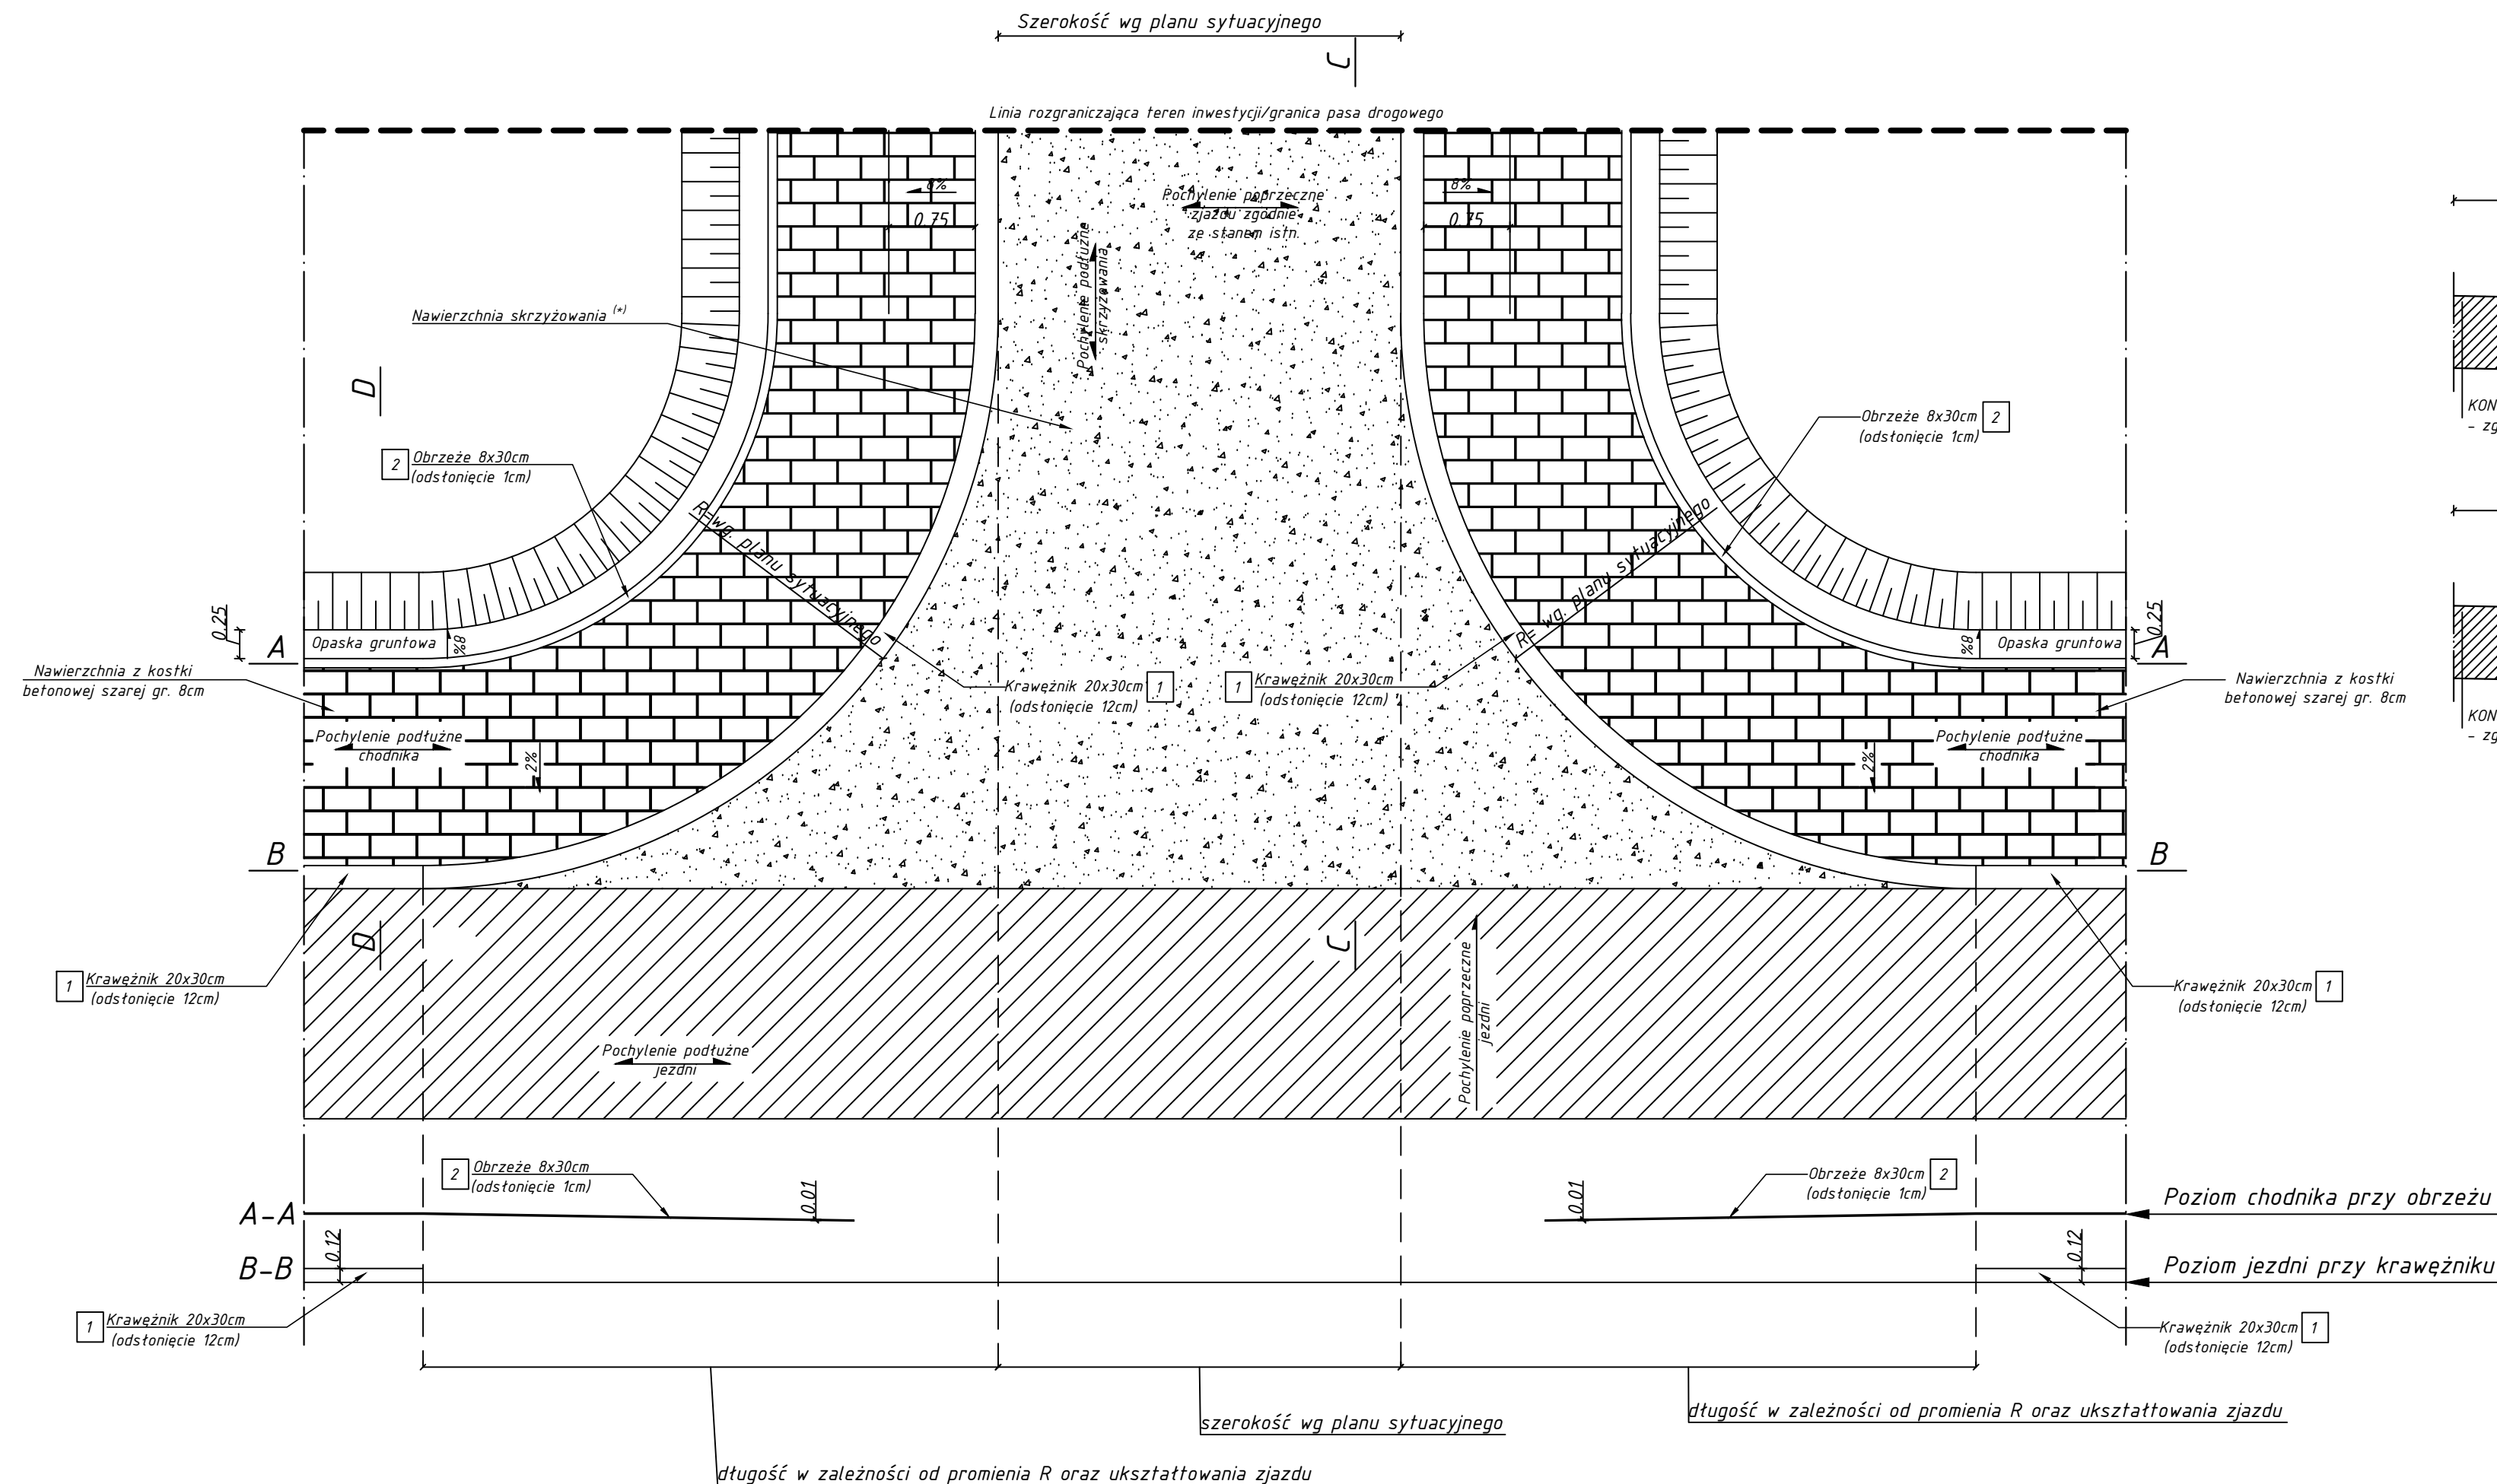 Szerokość wg planu sytuacyjnego
C
Linia rozgraniczająca teren inwestycji/granica pasa drogowego
8%
0.75
Pochylenie poprzeczne
zjazdu zgodnie
ze stanem istn.
8%
0.75
Pochylenie podłużne
skrzyżowania
Nawierzchnia skrzyżowania (*)
D
2
Obrzeże 8x30cm
(odsłonięcie 1cm)
Obrzeże 8x30cm
2
(odsłonięcie 1cm)
KON
- zg
R=wg. planu sytuacyjnego
R= wg. planu sytuacyjnego
0.25
Opaska gruntowa
8%
A
8%
Opaska gruntowa
0.25
A
Nawierzchnia z kostki
betonowej szarej gr. 8cm
Krawężnik 20x30cm
1
(odsłonięcie 12cm)
1
Krawężnik 20x30cm
(odsłonięcie 12cm)
Nawierzchnia z kostki
betonowej szarej gr. 8cm
KON
- zg
Pochylenie podłużne
chodnika
2%
2%
Pochylenie podłużne
chodnika
B
B
D
C
1
Krawężnik 20x30cm
(odsłonięcie 12cm)
Pochylenie poprzeczne
jezdni
Krawężnik 20x30cm
1
(odsłonięcie 12cm)
Pochylenie podłużne
jezdni
2
Obrzeże 8x30cm
(odsłonięcie 1cm)
0.01
0.01
Obrzeże 8x30cm
2
(odsłonięcie 1cm)
A-A
Poziom chodnika przy obrzeżu
0.12
0.12
B-B
Poziom jezdni przy krawężniku
1
Krawężnik 20x30cm
(odsłonięcie 12cm)
Krawężnik 20x30cm
1
(odsłonięcie 12cm)
szerokość wg planu sytuacyjnego
długość w zależności od promienia R oraz ukształtowania zjazdu
długość w zależności od promienia R oraz ukształtowania zjazdu